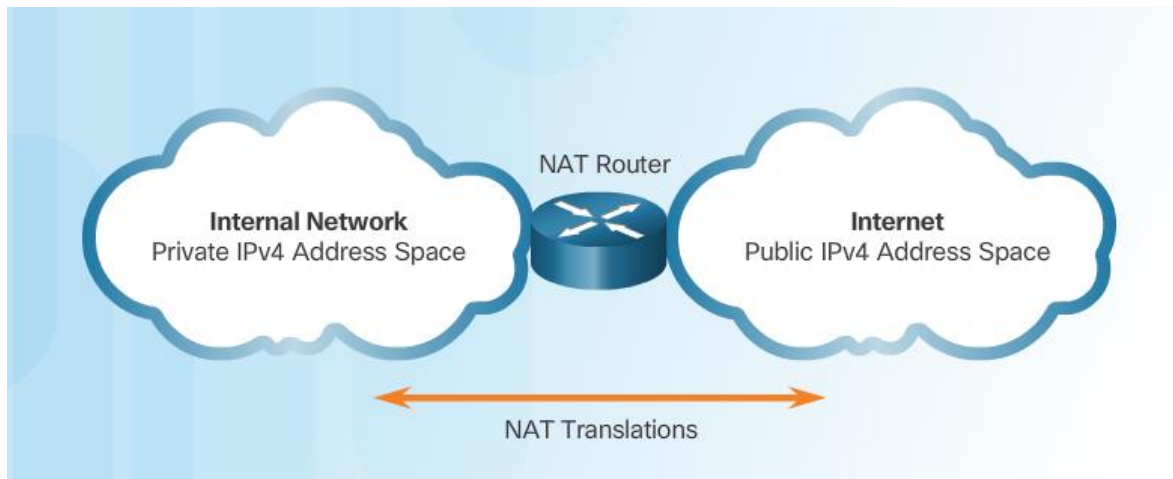 NAT Router
Internal Network
Private IPv4 Address Space
Internet
Public IPv4 Address Space
NAT Translations